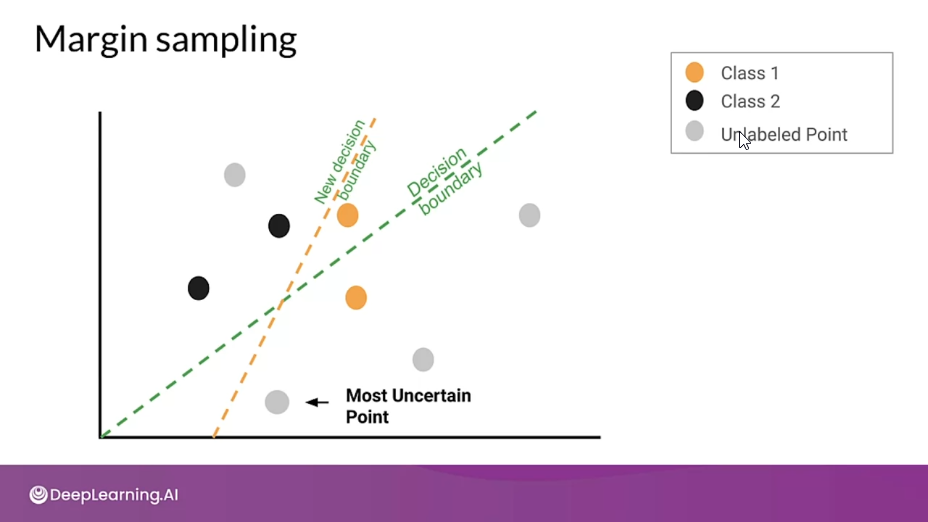 Margin sampling
Class 1
Class 2
Unlabeled Point
New decision
boundary
Decision
boundary
Most Uncertain
Point
DeepLearning.AI